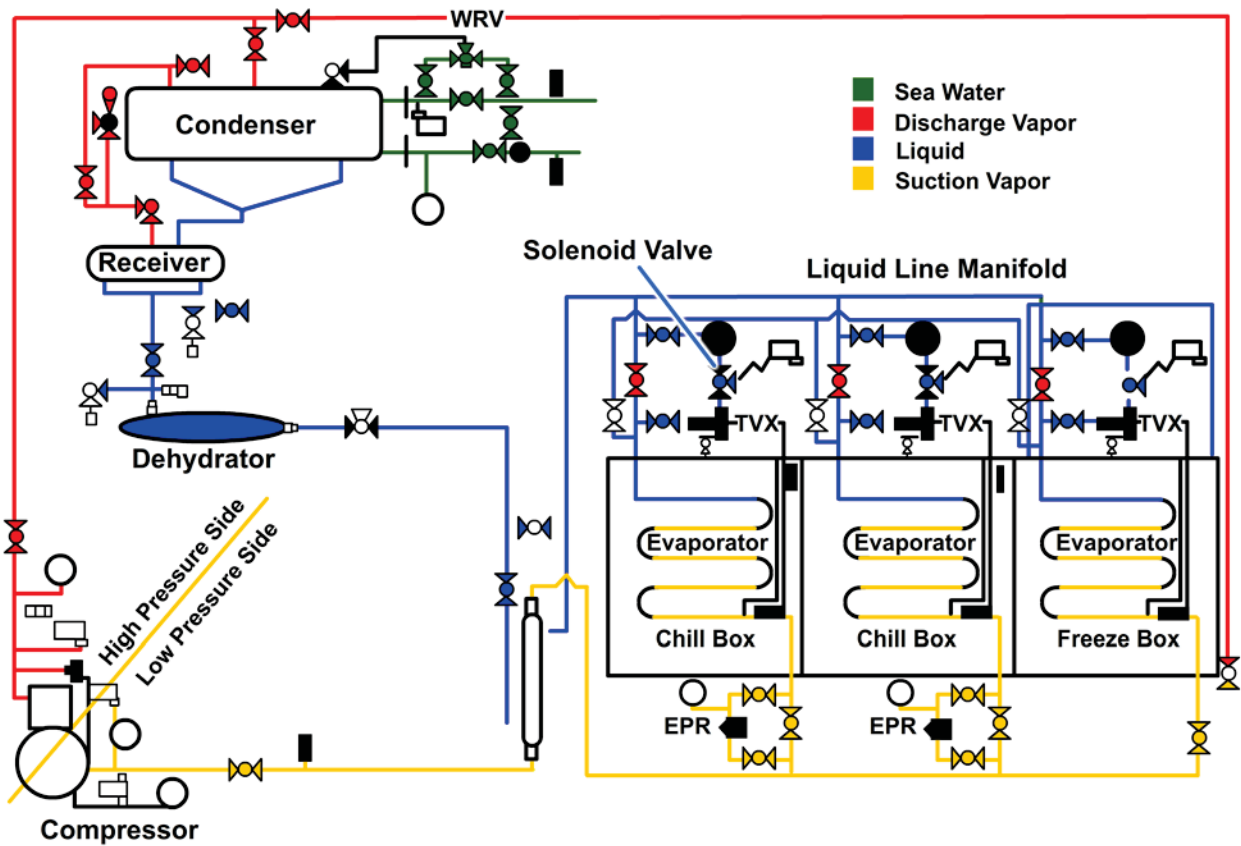 WRV
Condenser
Sea Water
Discharge Vapor
Liquid
Suction Vapor
Receiver
Solenoid Valve
Liquid Line Manifold
TVX
TVX
TVX
Dehydrator
High Pressure Side
Low Pressure Side
Evaporator
Evaporator
Evaporator
Chill Box
Chill Box
Freeze Box
EPR
EPR
Compressor